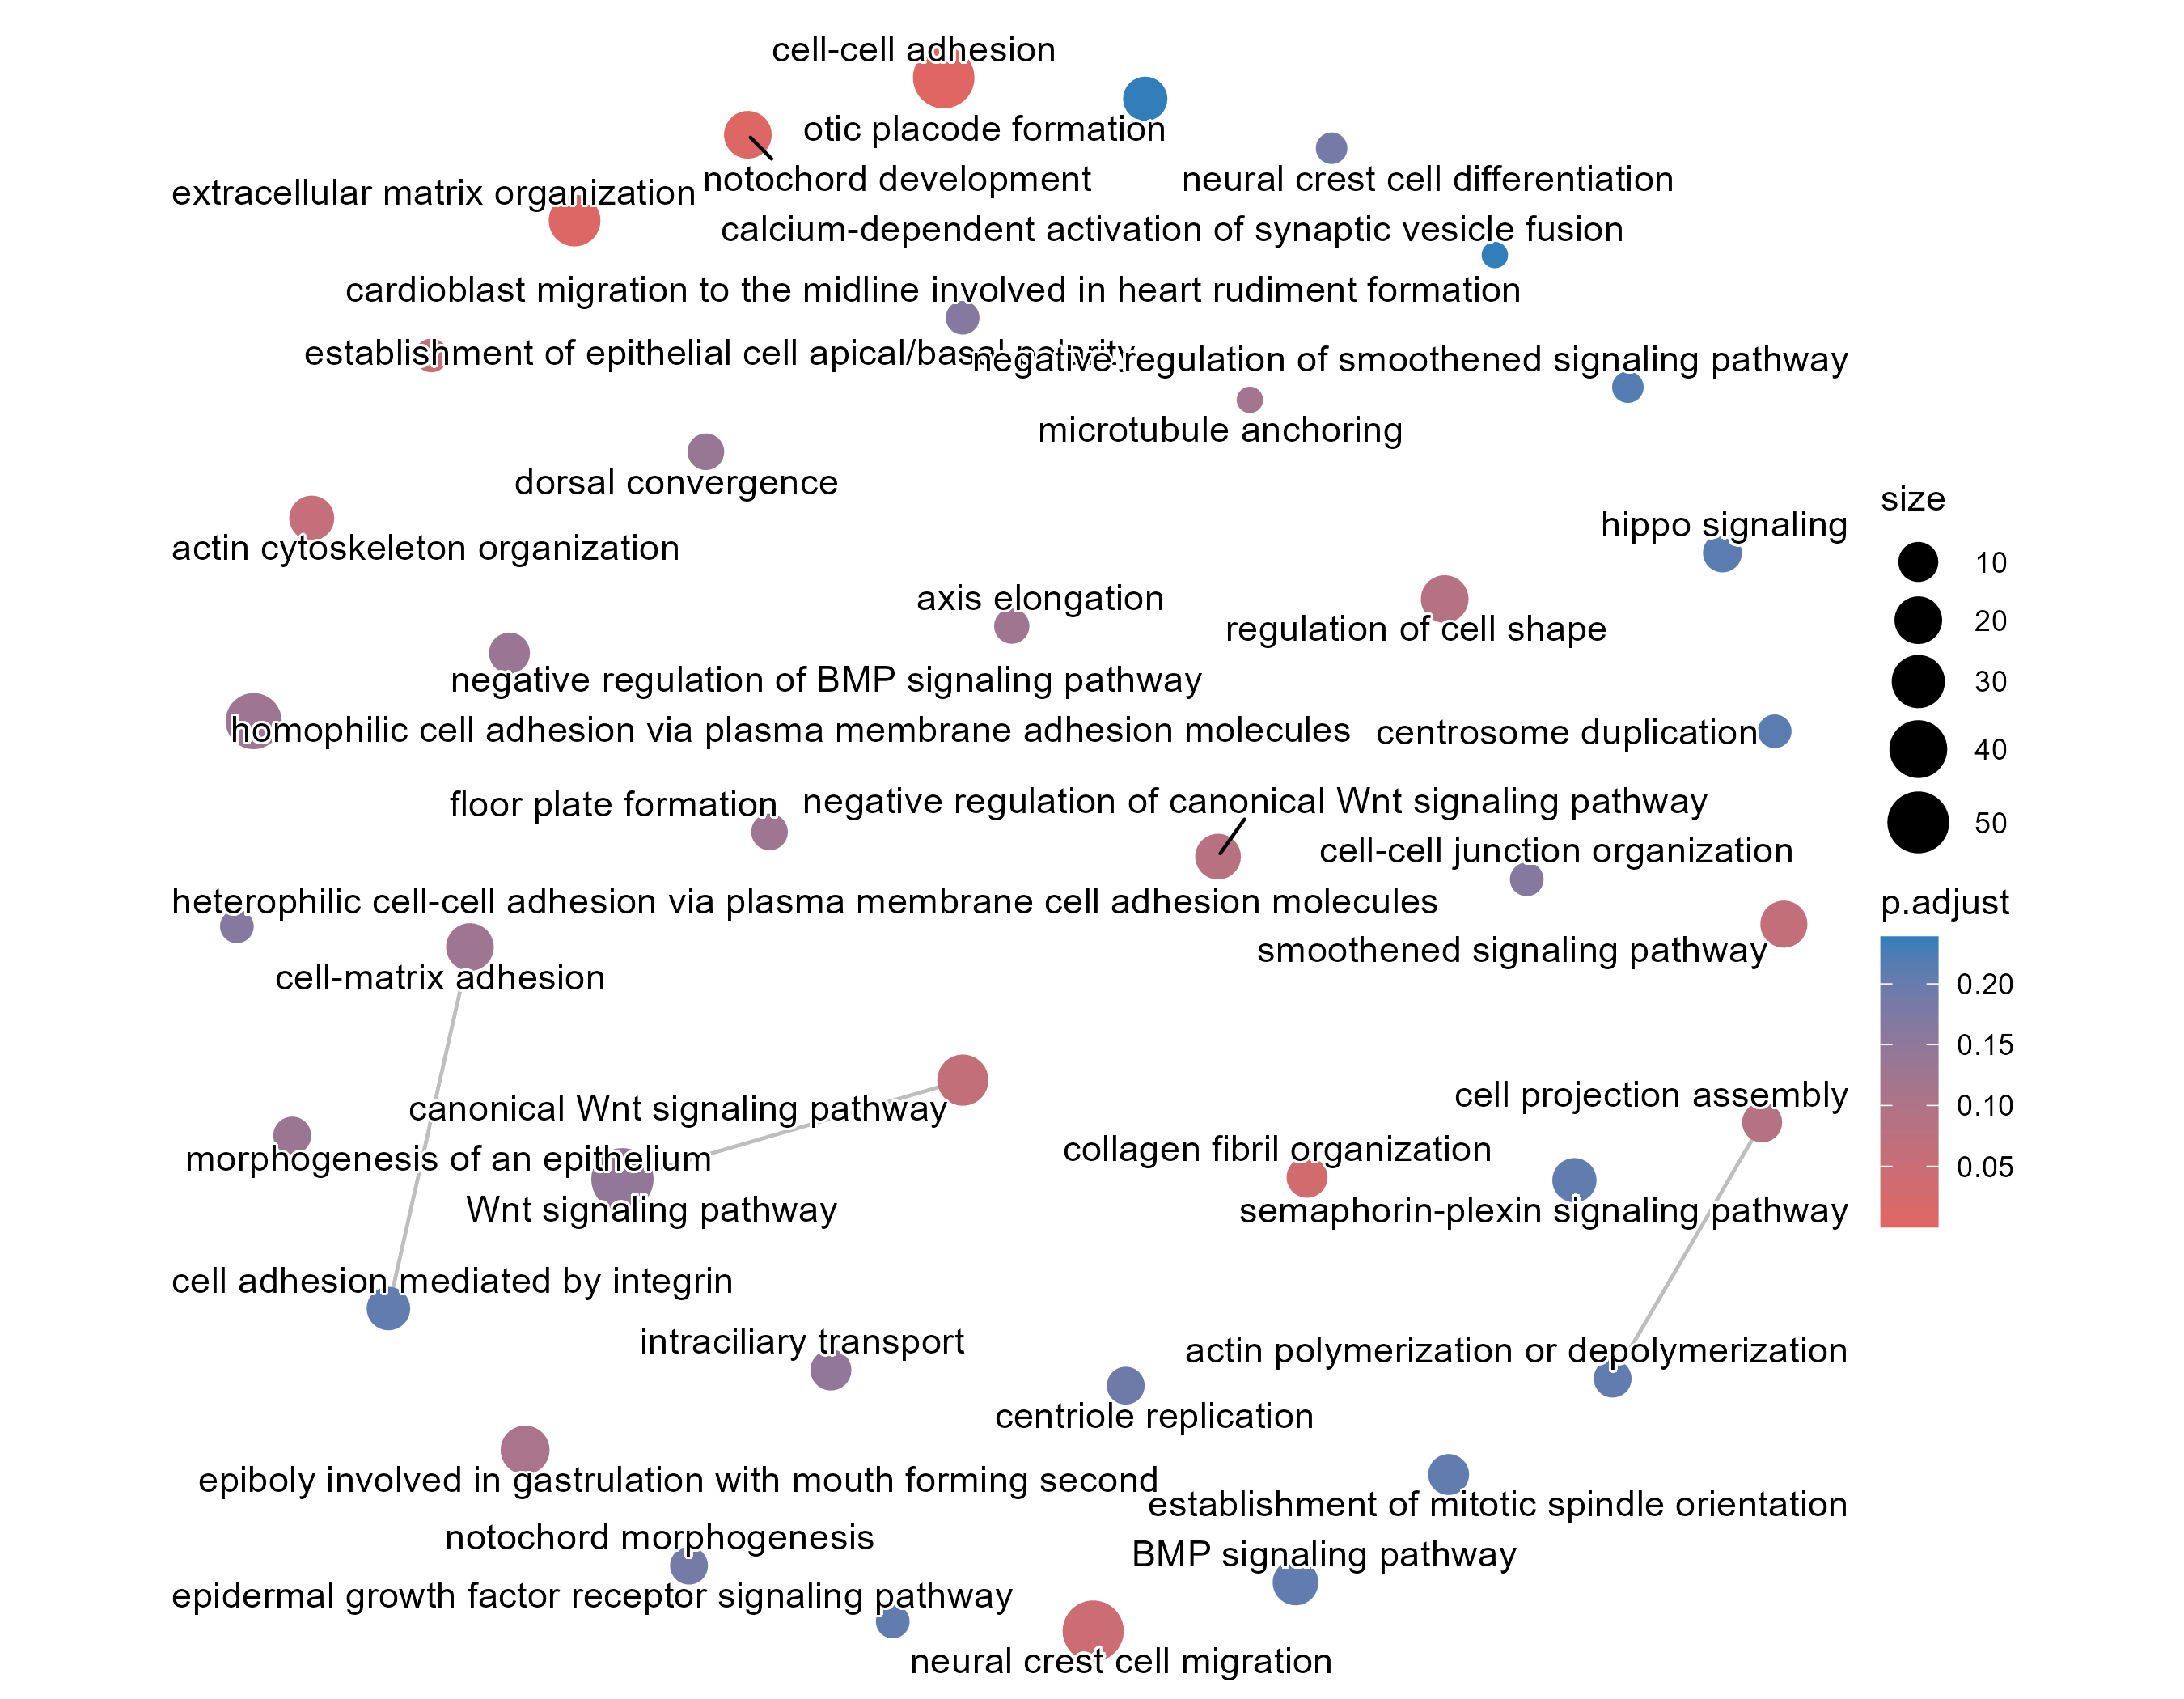 cell-cell adhesion
otic placode formation
notochord development
neural crest cell differentiation
extracellular matrix organization
calcium-dependent activation of synaptic vesicle fusion
cardioblast migration to the midline involved in heart rudiment formation
establishment of epithelial cell apical/basal polarity
negative regulation of smoothened signaling pathway
microtubule anchoring
dorsal convergence
actin cytoskeleton organization
hippo signaling
axis elongation
regulation of cell shape
negative regulation of BMP signaling pathway
homophilic cell adhesion via plasma membrane adhesion molecules
centrosome duplication
floor plate formation
negative regulation of canonical Wnt signaling pathway
cell-cell junction organization
heterophilic cell-cell adhesion via plasma membrane cell adhesion molecules
smoothened signaling pathway
cell-matrix adhesion
canonical Wnt signaling pathway
cell projection assembly
morphogenesis of an epithelium
collagen fibril organization
Wnt signaling pathway
semaphorin-plexin signaling pathway
cell adhesion mediated by integrin
intraciliary transport
actin polymerization or depolymerization
centriole replication
epiboly involved in gastrulation with mouth forming second
establishment of mitotic spindle orientation
notochord morphogenesis
BMP signaling pathway
epidermal growth factor receptor signaling pathway
neural crest cell migration
size
10
20
30
40
50
p.adjust
0.20
0.15
0.10
0.05